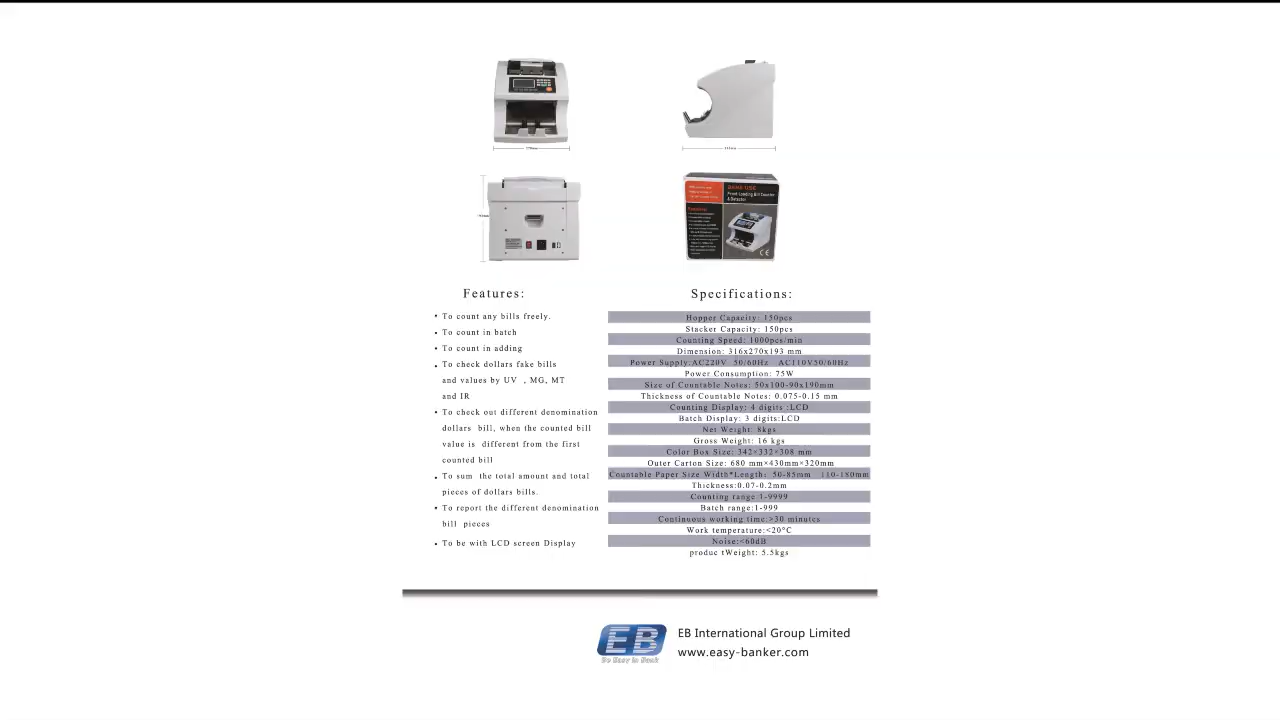 Features:
• To count any bills freely.
• To count in batch
• To count in adding
• To check dollars fake bills
and values by UV , MG, MT
and IR
• To check out different denomination
dollars bill, when the counted bill
value is different from the first
counted bill
• To sum the total amount and total
pieces of dollars bills.
• To report the different denomination
bill pieces
• To be with LCD screen Display
Specifications:
Hopper Capacity: 150pcs
Stacker Capacity: 150pcs
Counting Speed: 1000pcs/min
Dimension: 316x270x193 mm
Power Supply:AC220V 50/60Hz AC110V50/60Hz
Power Consumption: 75W
Size of Countable Notes: 50x100-90x190mm
Thickness of Countable Notes: 0.075-0.15 mm
Counting Display: 4 digits :LCD
Batch Display: 3 digits:LCD
Net Weight: 8kgs
Gross Weight: 16 kgs
Color Box Size: 342×332×308 mm
Outer Carton Size: 680 mm×430mm×320mm
Countable Paper Size Width*Length: 50-85mm 110-180mm
Thickness:0.07-0.2mm
Counting range:1-9999
Batch range:1-999
Continuous working time:>30 minutes
Work temperature:<20°C
Noise:<60dB
produc tWeight: 5.5kgs
EB
Do Easy in Bank
EB International Group Limited
www.easy-banker.com